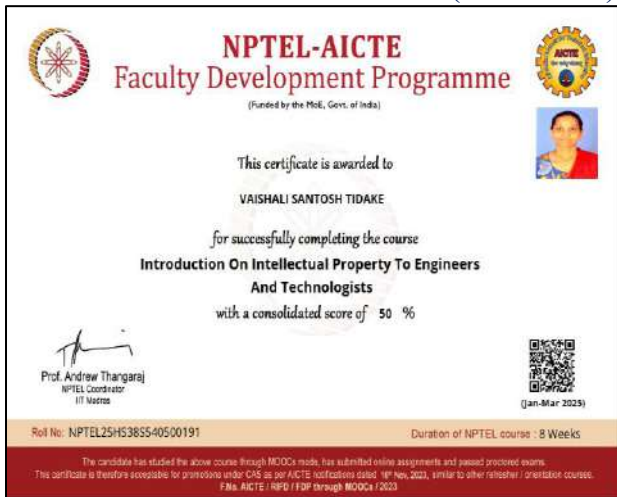 NPTEL-AICTE
Faculty Development Programme
(Funded by the MoE, Govt. of India)
AICTE
This certificate is awarded to
VAISHALI SANTOSH TIDAKE
for successfully completing the course
Introduction On Intellectual Property To Engineers
And Technologists
with a consolidated score of 50 %
Prof. Andrew Thangaraj
NPTEL Coordinator
IIT Madras
(Jan-Mar 2025)
Roll No: NPTEL25HS38S540500191
Duration of NPTEL course : 8 Weeks
The candidate has studied the above course through MOOCs mode, has submitted online assignments and passed proctored exams.
This certificate is therefore acceptable for promotions under CAS as per AICTE notifications dated 16th Nov, 2023, similar to other refresher / orientation courses.
F.No. AICTE / RIFD / FDP through MOOCs / 2023